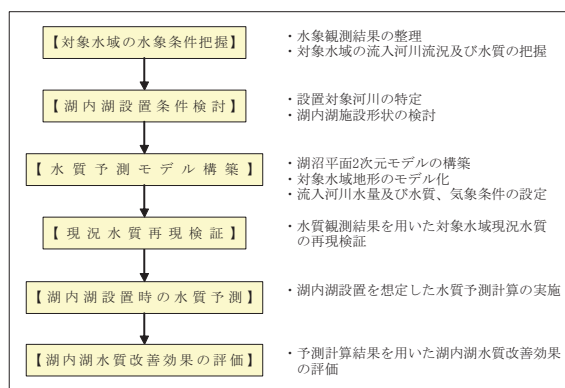 【対象水域の水象条件把握】
・水象観測結果の整理
・対象水域の流入河川流況及び水質の把握
【湖内湖設置条件検討】
・設置対象河川の特定
・湖内湖施設形状の検討
【水質予測モデル構築】
・湖沼平面2次元モデルの構築
・対象水域地形のモデル化
・流入河川水量及び水質、気象条件の設定
【現況水質再現検証】
・水質観測結果を用いた対象水域現況水質
の再現検証
【湖内湖設置時の水質予測】
・湖内湖設置を想定した水質予測計算の実施
【湖内湖水質改善効果の評価】
・予測計算結果を用いた湖内湖水質改善効果
の評価